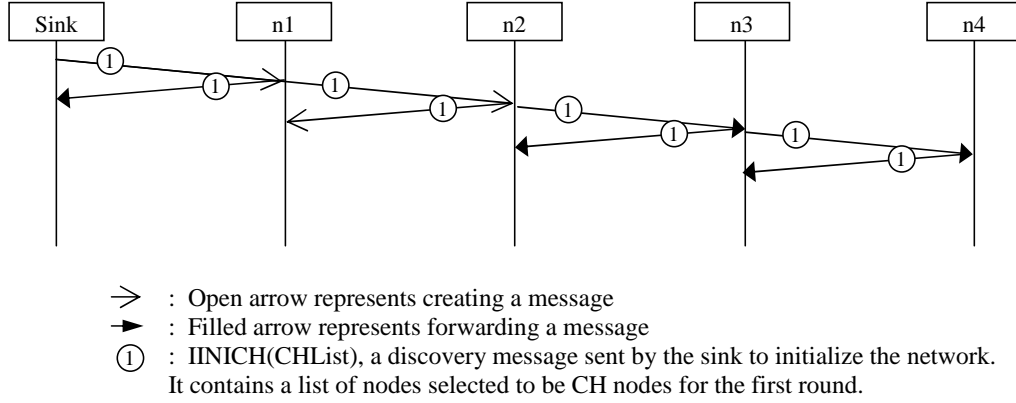 Sink n1 n2 n3 n4
1 1 1 1
1 1 1 1
: Open arrow represents creating a message
: Filled arrow represents forwarding a message
1 : IINICH(CHList), a discovery message sent by the sink to initialize the network.
It contains a list of nodes selected to be CH nodes for the first round.